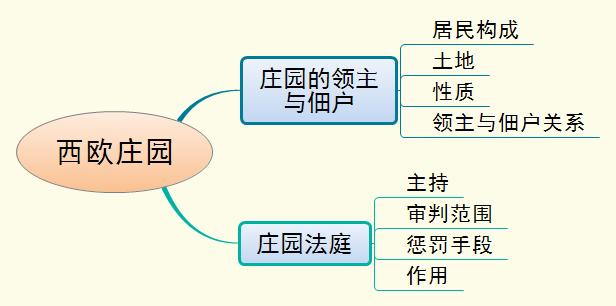 西欧庄园
庄园的领主
与佃户
居民构成
土地
性质
领主与佃户关系
庄园法庭
主持
审判范围
惩罚手段
作用